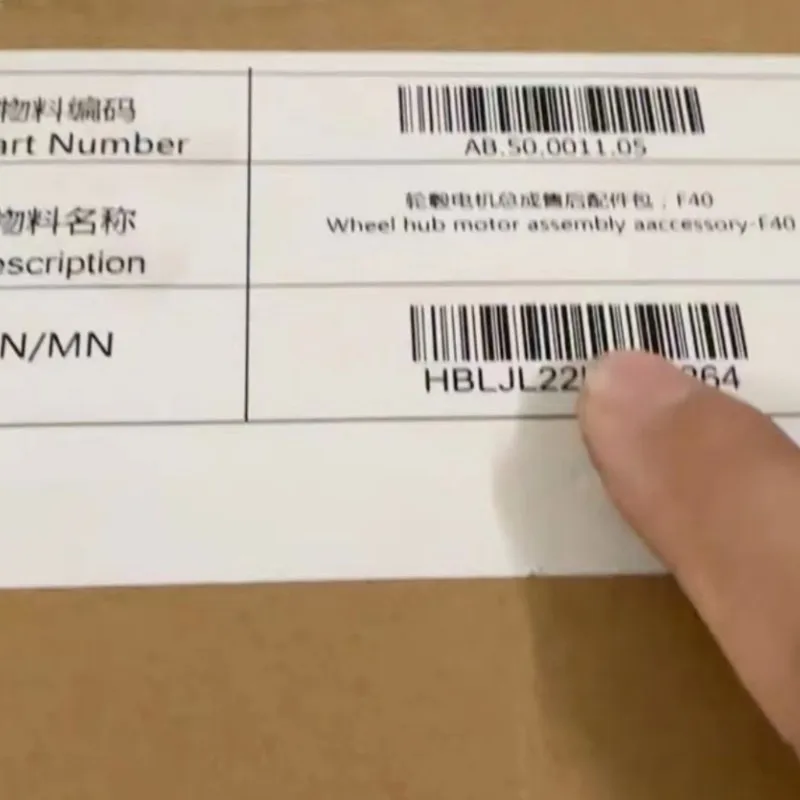 物料编码
art Number
AB.50.0011.05
物料名称
escription
轮毂电机总成售后配件包，F40
Wheel hub motor assembly aaccessory-F40
N/MN
HBLJL22